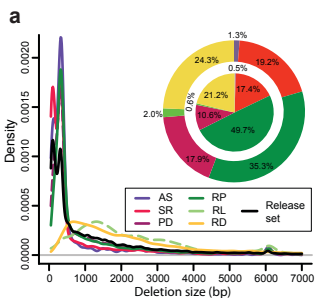 a
Density
0.0020
0.0015
0.0010
0.0005
0.0000
1.3%
24.3%
19.2%
0.5%
21.2%
17.4%
0.6%
10.6%
2.0%
49.7%
17.9%
35.3%
AS RP
SR RL
PD RD
Release set
0 1000 2000 3000 4000 5000 6000 7000
Deletion size (bp)